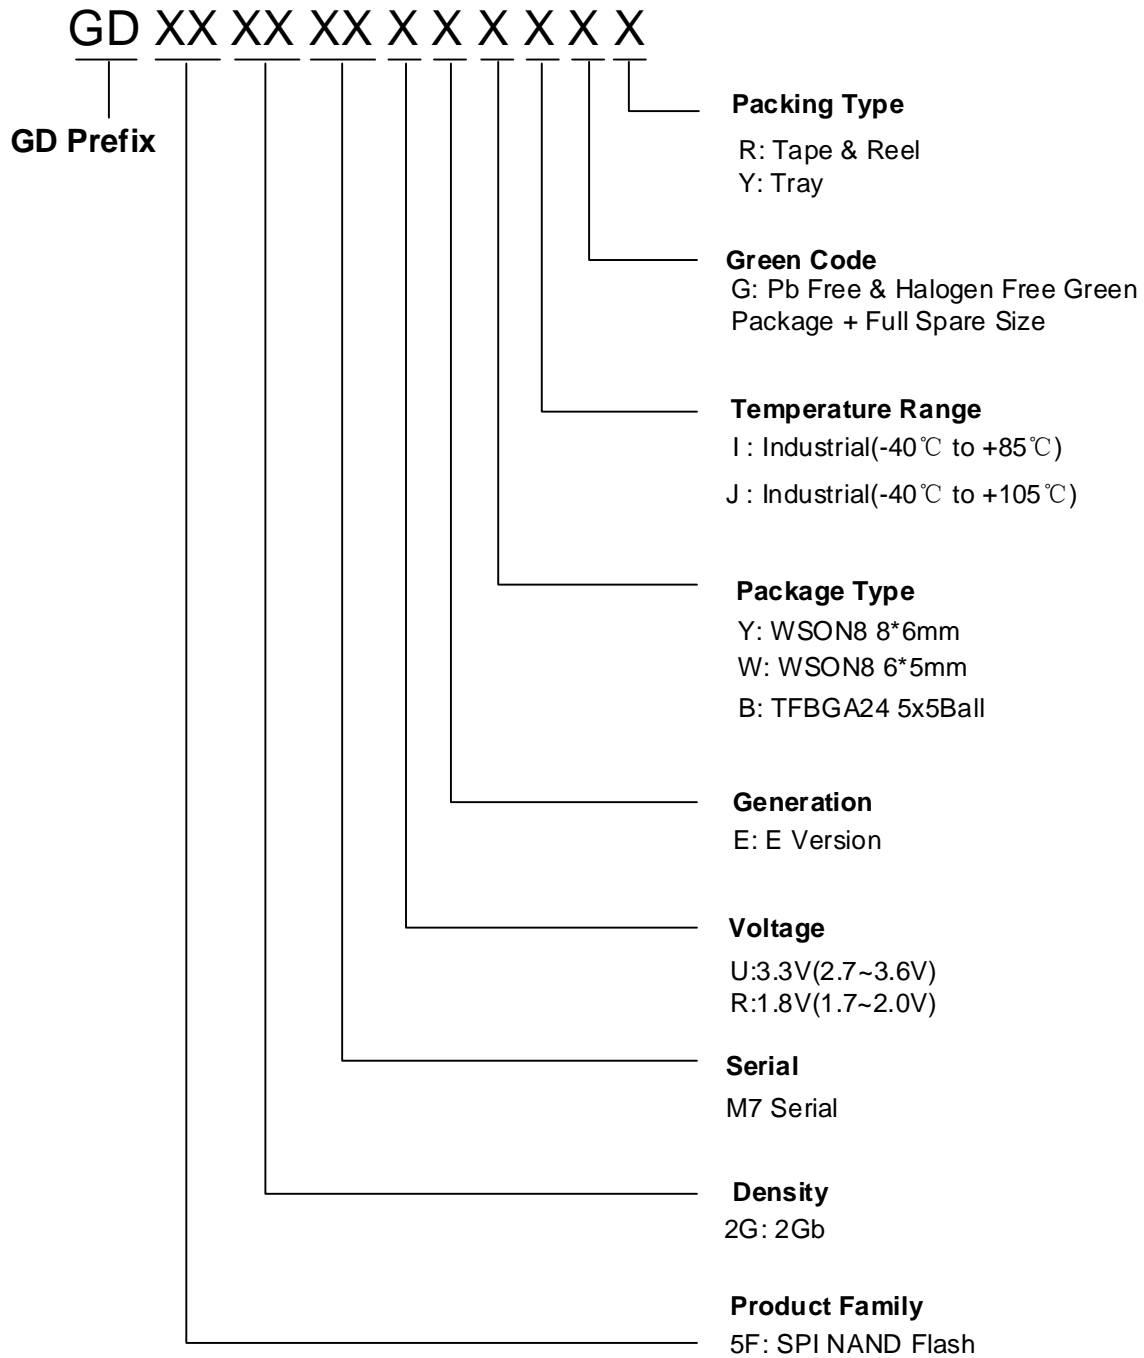 GD XX XX XX X X X X X X
GD Prefix
Packing Type
R: Tape & Reel
Y: Tray
Green Code
G: Pb Free & Halogen Free Green
Package + Full Spare Size
Temperature Range
I : Industrial(-40℃ to +85℃)
J : Industrial(-40℃ to +105℃)
Package Type
Y: WSON8 8*6mm
W: WSON8 6*5mm
B: TFBGA24 5x5Ball
Generation
E: E Version
Voltage
U:3.3V(2.7~3.6V)
R:1.8V(1.7~2.0V)
Serial
M7 Serial
Density
2G: 2Gb
Product Family
5F: SPI NAND Flash